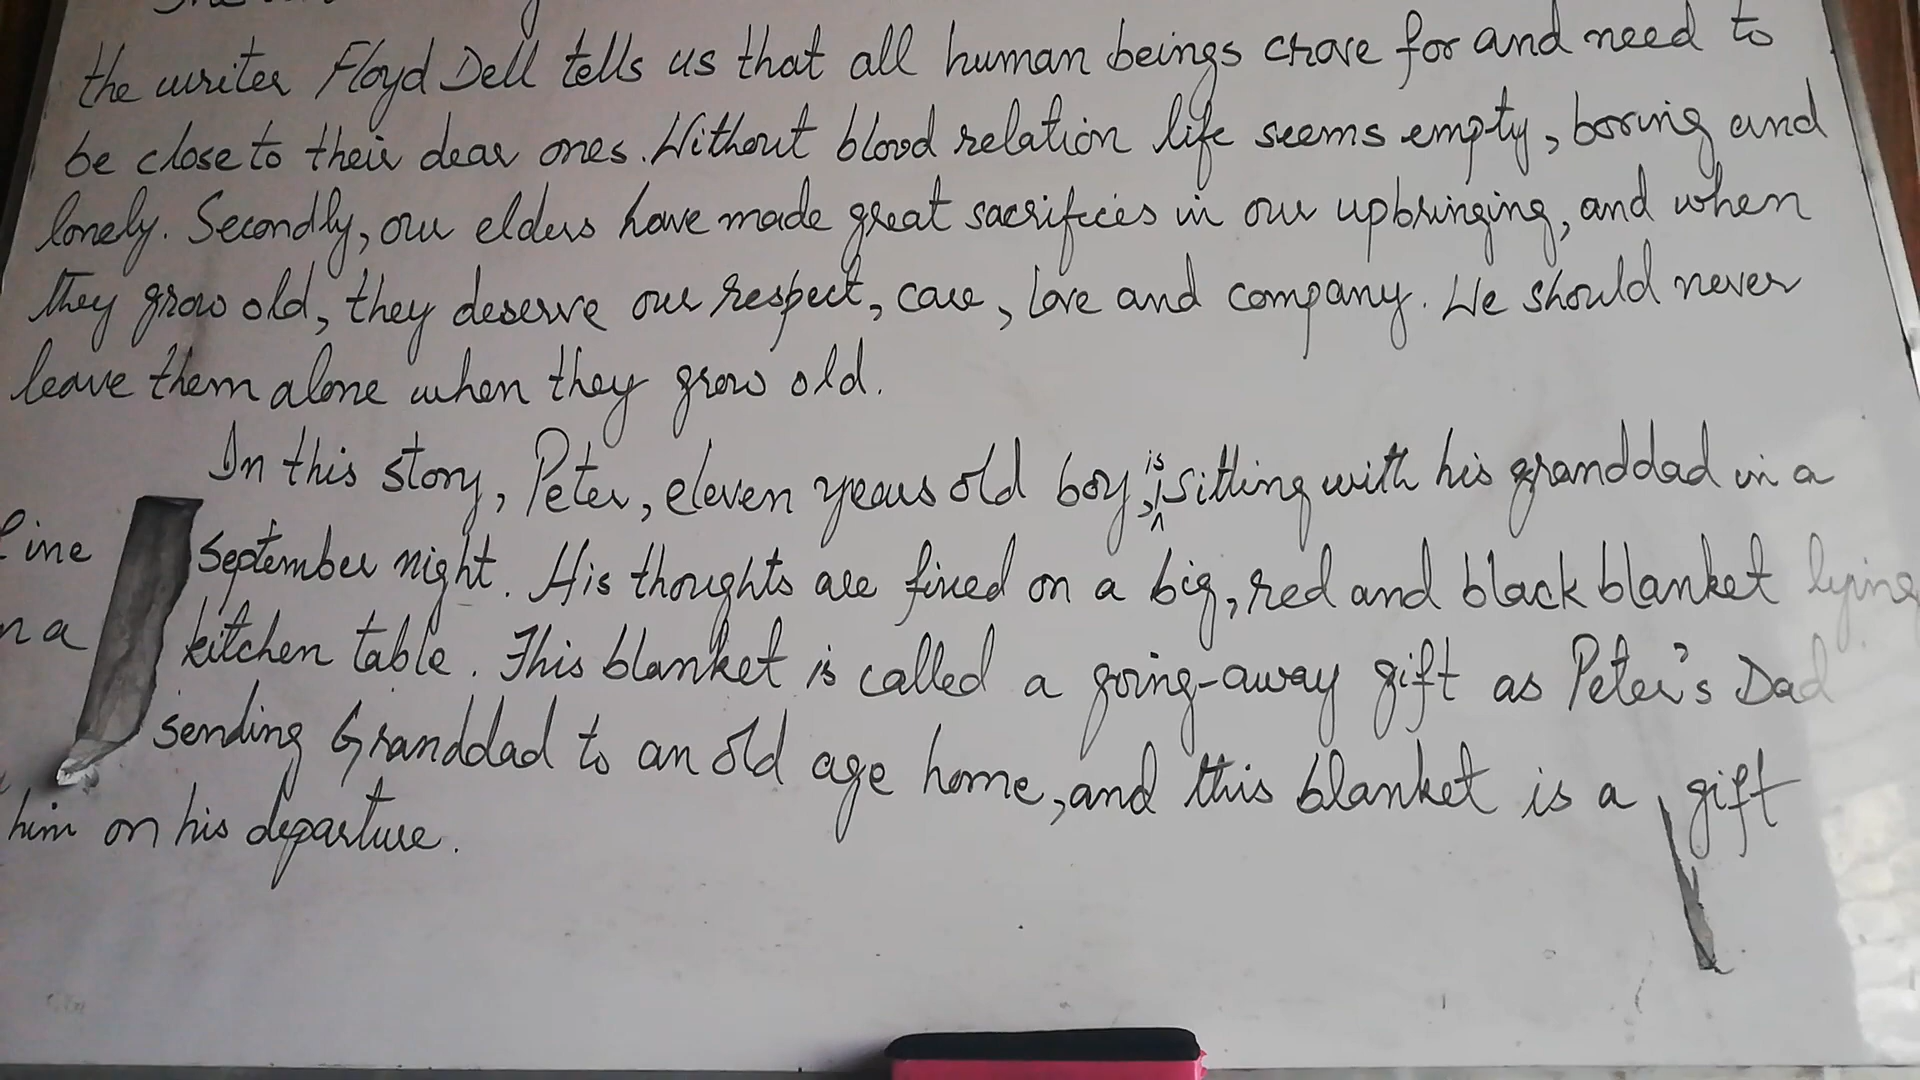 the writer Floyd Dell tells us that all human beings crave for and need to
be close to their dear ones. Without blood relation life seems empty, boring and
lonely. Secondly, our elders have made great sacrifices in our upbringing, and when
they grow old, they deserve our respect, care, love and company. We should never
leave them alone when they grow old.
In this story, Peter, eleven years old boy, is sitting with his granddad in a
fine September night. His thoughts are fixed on a big, red and black blanket lying
n a kitchen table. This blanket is called a going-away gift as Peter's Dad
sending Granddad to an old age home, and this blanket is a gift
him on his departure.